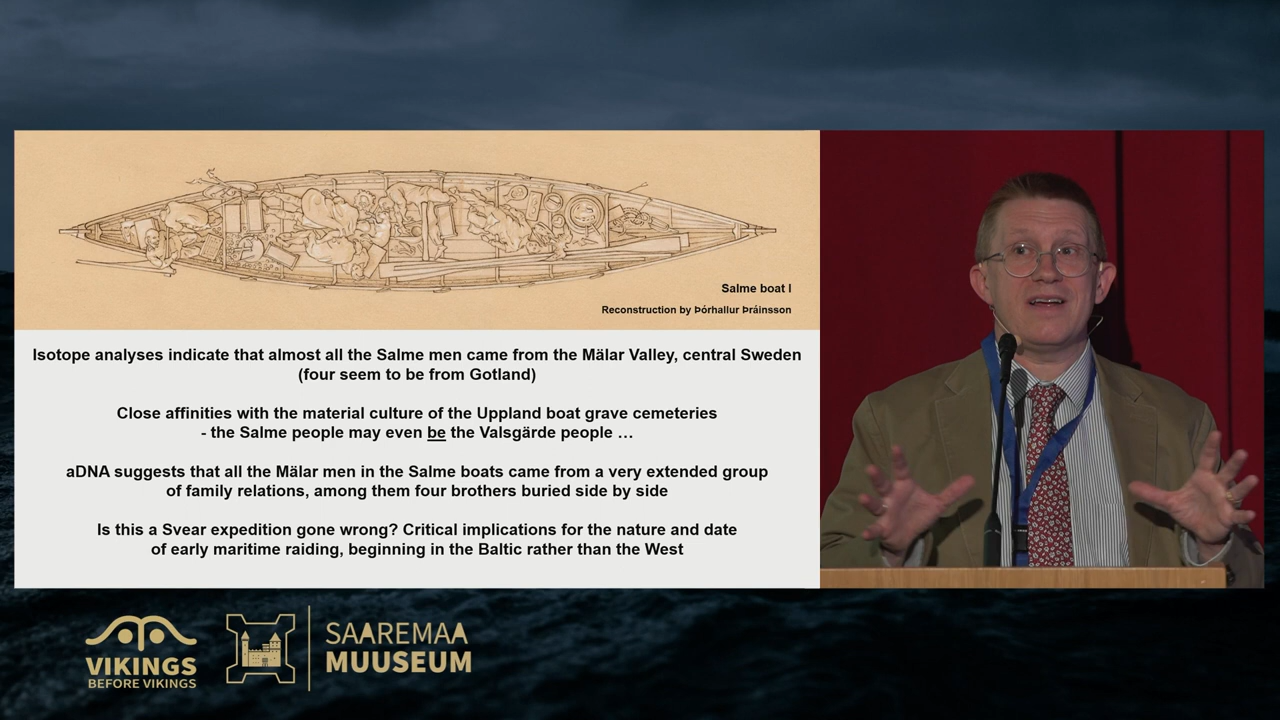 Salme boat I
Reconstruction by Þórhallur Þráinsson
Isotope analyses indicate that almost all the Salme men came from the Mälar Valley, central Sweden
(four seem to be from Gotland)
Close affinities with the material culture of the Uppland boat grave cemeteries
- the Salme people may even be the Valsgärde people …
aDNA suggests that all the Mälar men in the Salme boats came from a very extended group
of family relations, among them four brothers buried side by side
Is this a Svear expedition gone wrong? Critical implications for the nature and date
of early maritime raiding, beginning in the Baltic rather than the West
VIKINGS
BEFORE VIKINGS
SAAREMAA
MUUSEUM